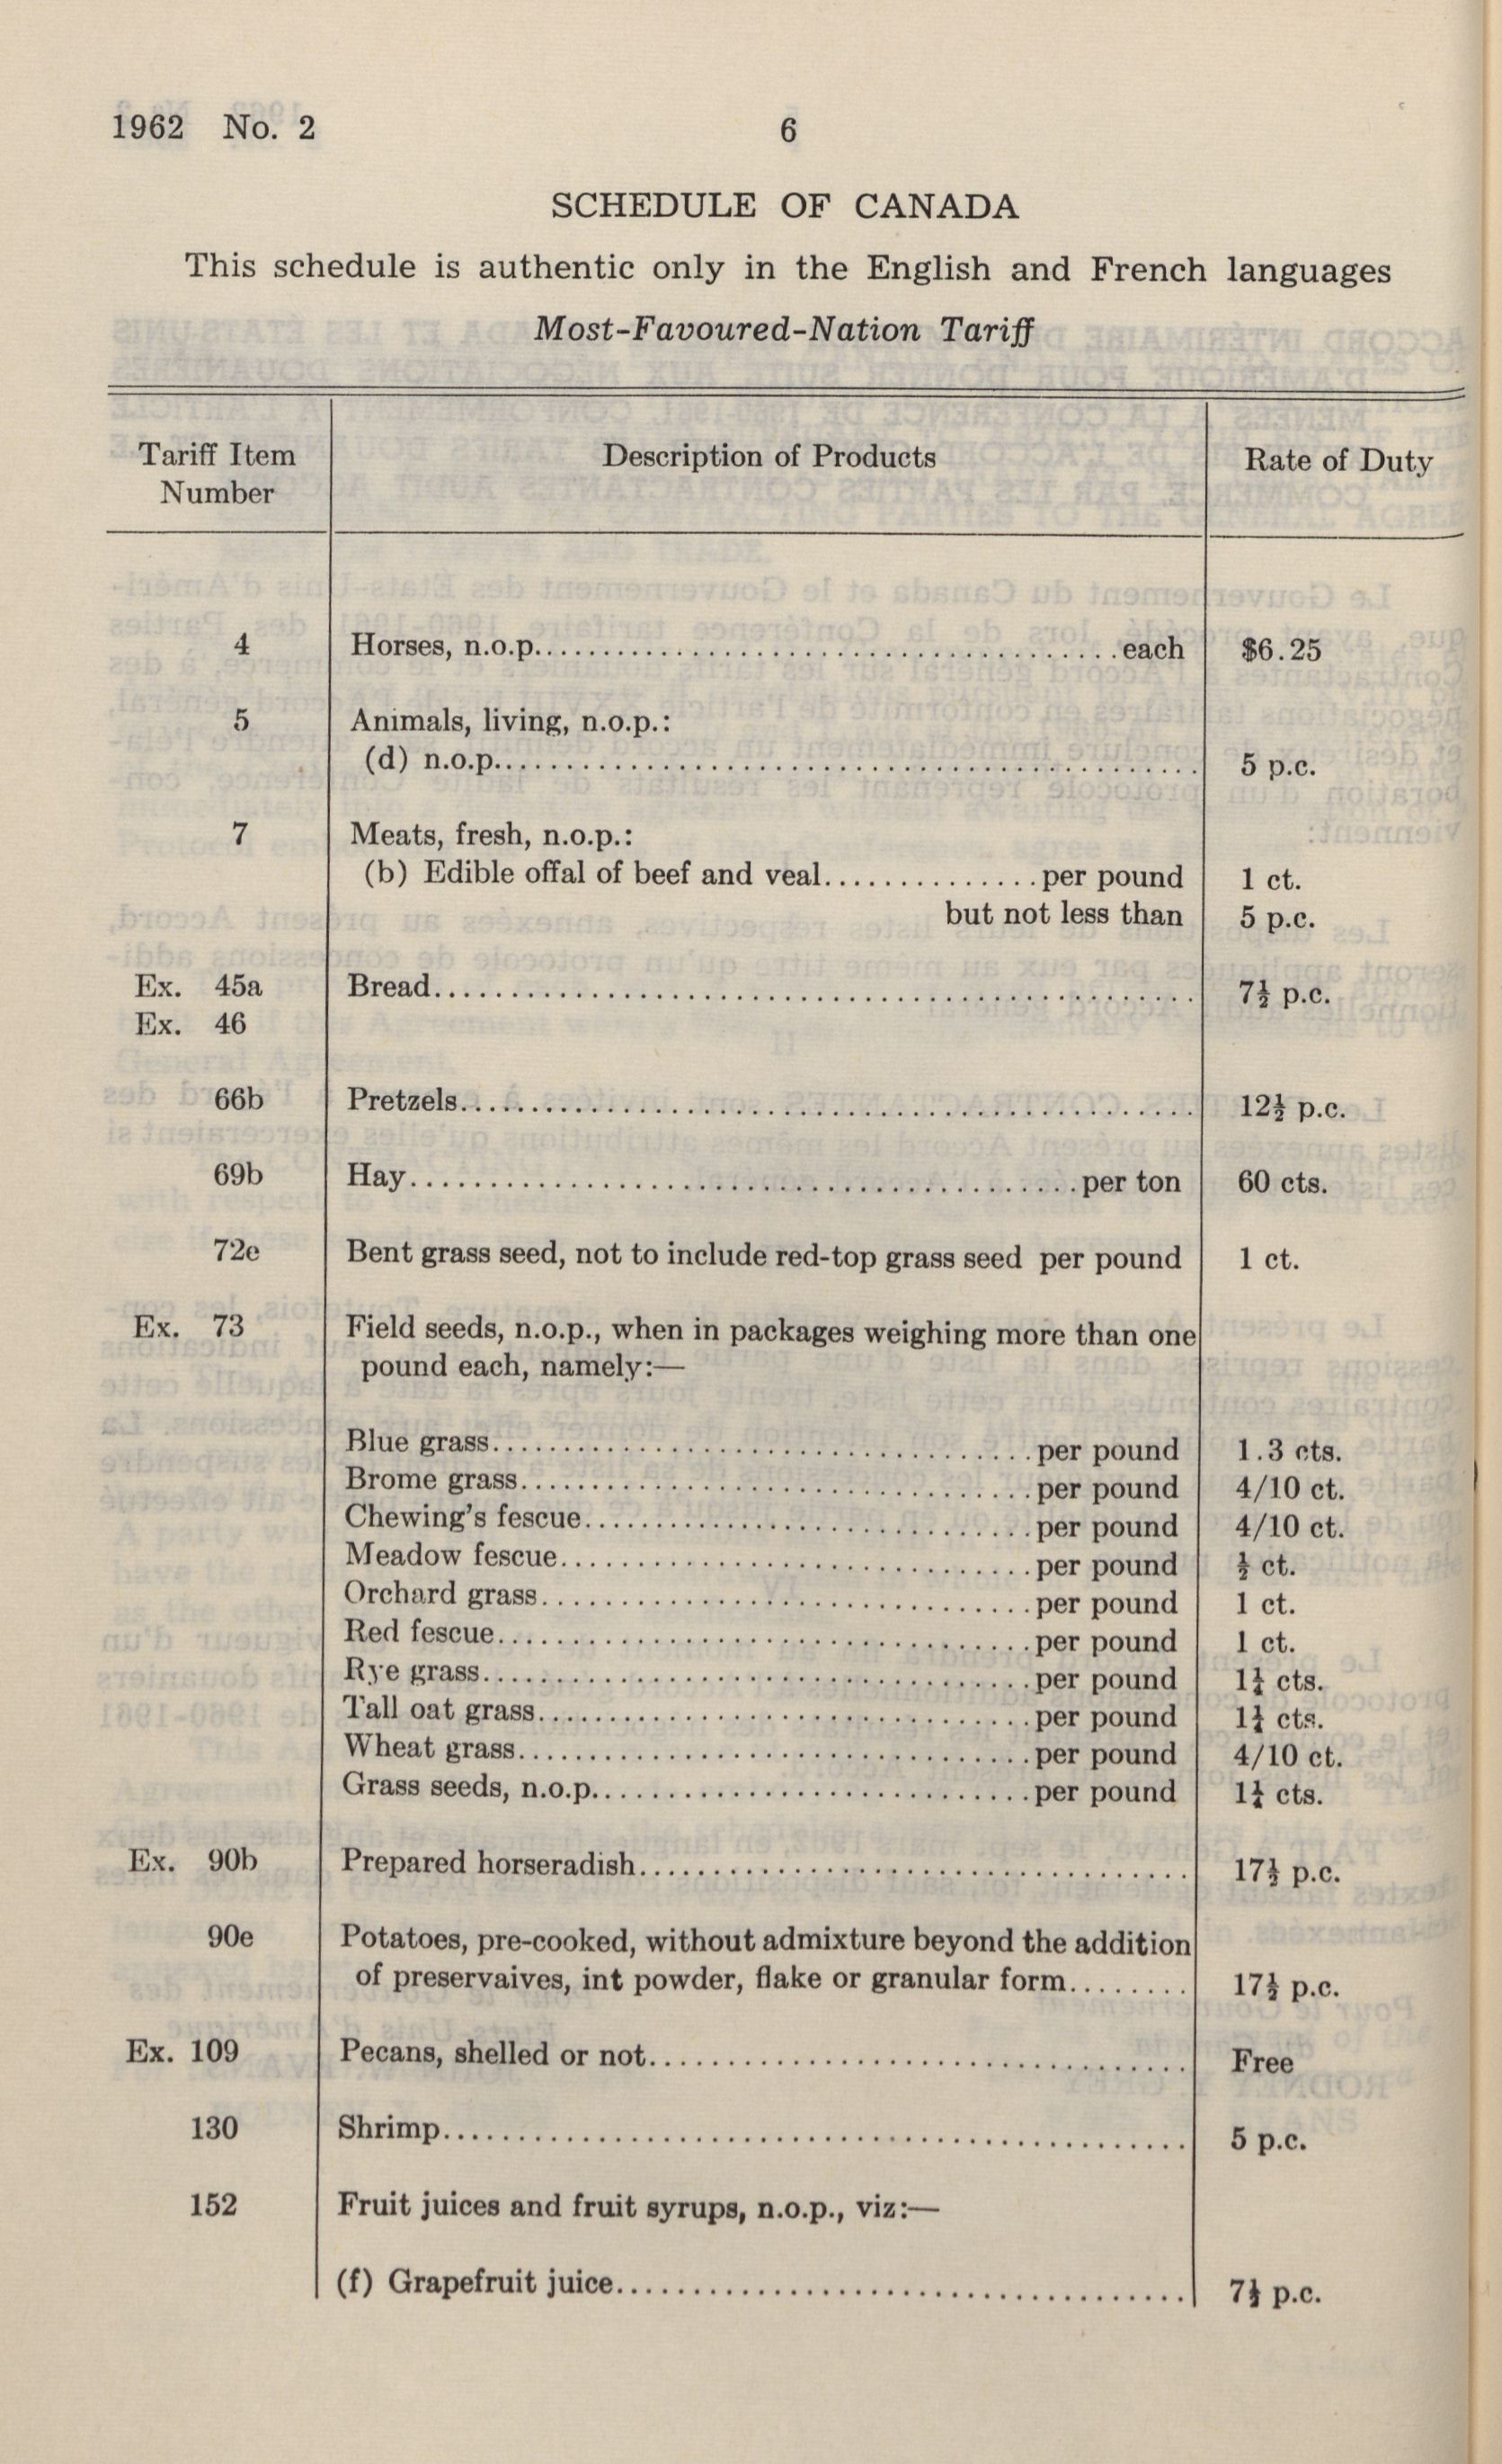 1962 No. 2
6
SCHEDULE OF CANADA
This schedule is authentic only in the English and French languages
Most-Favoured-Nation Tariff
Tariff Item Number
Description of Products
Rate of Duty
4 Horses, n.o.p. each $6.25
5 Animals, living, n.o.p.:
(d) n.o.p. 5 p.c.
7 Meats, fresh, n.o.p.:
(b) Edible offal of beef and veal per pound 1 ct.
but not less than 5 p.c.
Ex. 45a Bread 7½ p.c.
Ex. 46
66b Pretzels 12½ p.c.
69b Hay per ton 60 cts.
72e Bent grass seed, not to include red-top grass seed per pound 1 ct.
Ex. 73 Field seeds, n.o.p., when in packages weighing more than one
pound each, namely:—
Blue grass per pound 1.3 cts.
Brome grass per pound 4/10 ct.
Chewing's fescue per pound 4/10 ct.
Meadow fescue per pound ½ ct.
Orchard grass per pound 1 ct.
Red fescue per pound 1 ct.
Rye grass per pound cts.
Tall oat grass per pound cts.
Wheat grass per pound 4/10 ct.
Grass seeds, n.o.p. per pound cts.
Ex. 90b Prepared horseradish 17½ p.c.
90e Potatoes, pre-cooked, without admixture beyond the addition
of preservaives, int powder, flake or granular form 17½ p.c.
Ex. 109 Pecans, shelled or not Free
130 Shrimp 5 p.c.
152 Fruit juices and fruit syrups, n.o.p., viz:—
(f) Grapefruit juice 7½ p.c.